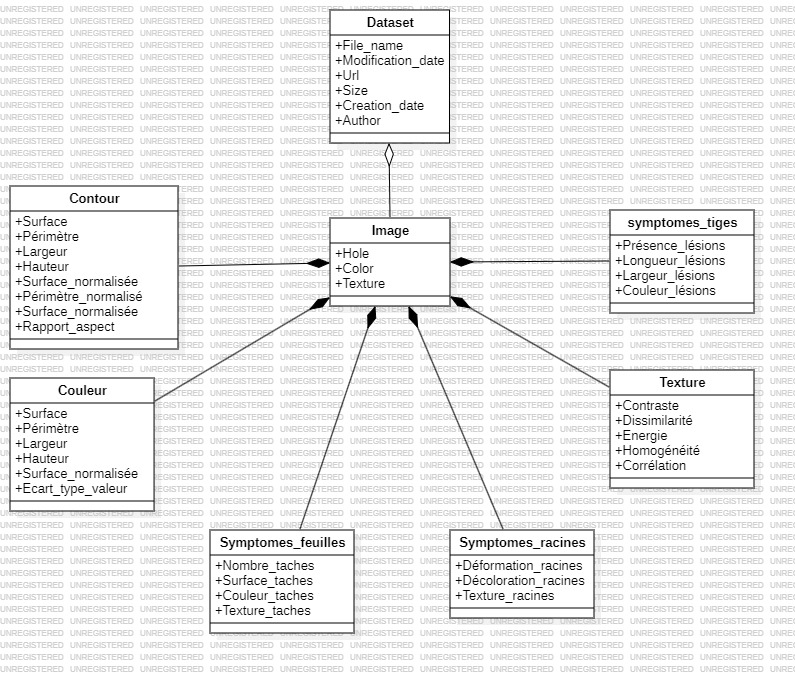 Dataset
+File_name
+Modification_date
+Url
+Size
+Creation_date
+Author
Contour
+Surface
+Périmètre
+Largeur
+Hauteur
+Surface_normalisée
+Périmètre_normalisé
+Surface_normalisée
+Rapport_aspect
Image
+Hole
+Color
+Texture
symptomes_tiges
+Présence_lésions
+Longueur_lésions
+Largeur_lésions
+Couleur_lésions
Couleur
+Surface
+Périmètre
+Largeur
+Hauteur
+Surface_normalisée
+Ecart_type_valeur
Texture
+Contraste
+Dissimilarité
+Energie
+Homogénéité
+Corrélation
Symptomes_feuilles
+Nombre_taches
+Surface_taches
+Couleur_taches
+Texture_taches
Symptomes_racines
+Déformation_racines
+Décoloration_racines
+Texture_racines
UNREGISTERED